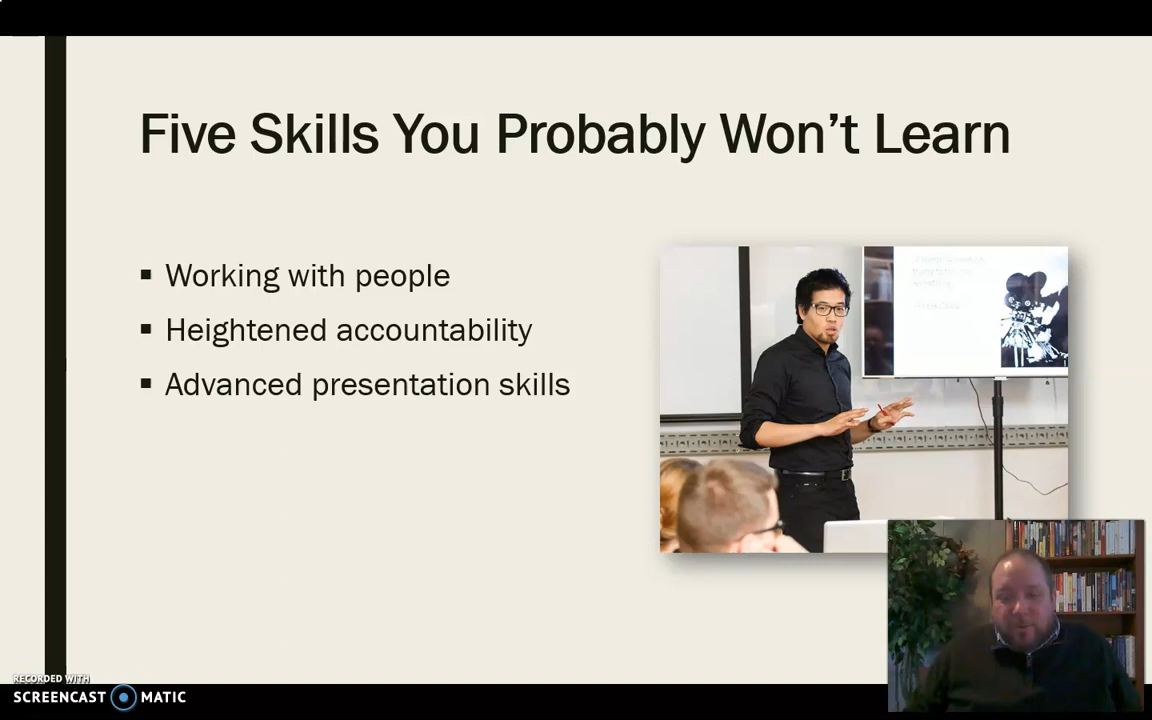 Five Skills You Probably Won’t Learn
▪ Working with people
▪ Heightened accountability
▪ Advanced presentation skills
RECORDED WITH
SCREENCAST MATIC